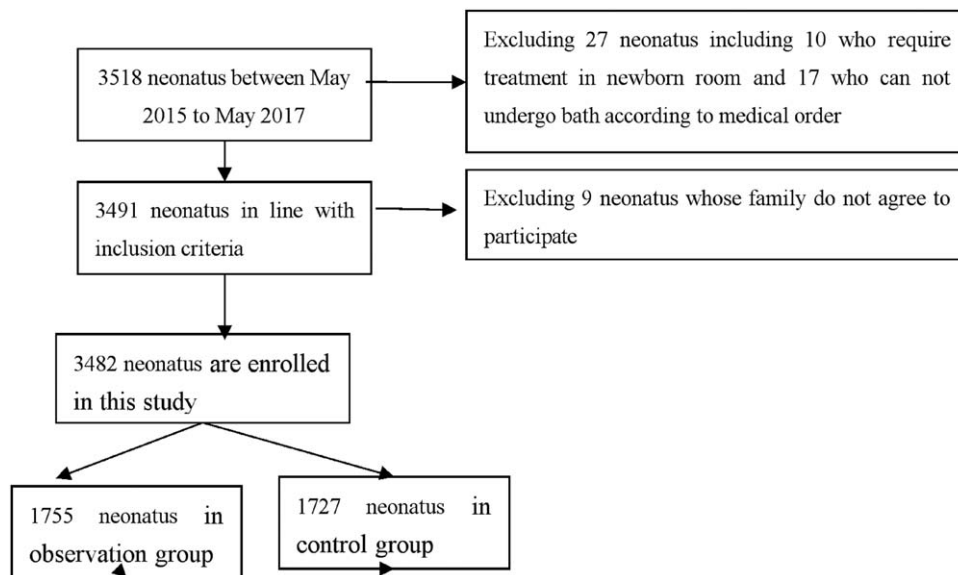 3518 neonatus between May
2015 to May 2017
Excluding 27 neonatus including 10 who require
treatment in newborn room and 17 who can not
undergo bath according to medical order
3491 neonatus in line with
inclusion criteria
Excluding 9 neonatus whose family do not agree to
participate
3482 neonatus are enrolled
in this study
1755 neonatus in
observation group
1727 neonatus in
control group